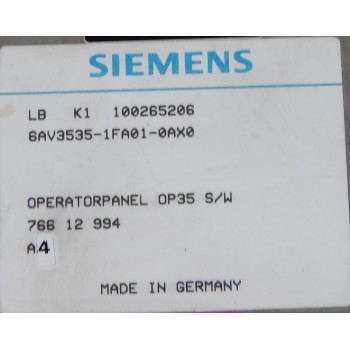 SIEMENS
LB K1 100265206
6AV3535-1FA01-0AX0
OPERATORPANEL OP35 S/W
766 12 994
A4
MADE IN GERMANY